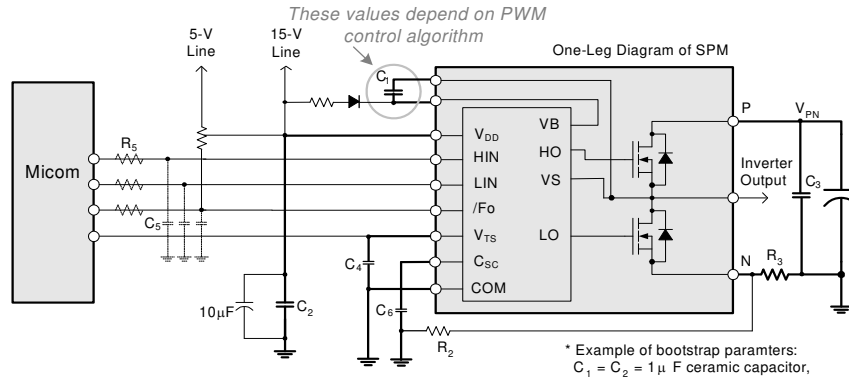 These values depend on PWM
control algorithm
5-V
Line
15-V
Line
One-Leg Diagram of SPM
C1
P
VPN
R5
Micom
VDD
HIN
LIN
/Fo
VTS
CSC
COM
VB
HO
VS
LO
Inverter
Output
C3
C5
C4
N
R3
10μF
C2
C6
R2
* Example of bootstrap paramters:
C1 = C2 = 1μ F ceramic capacitor,